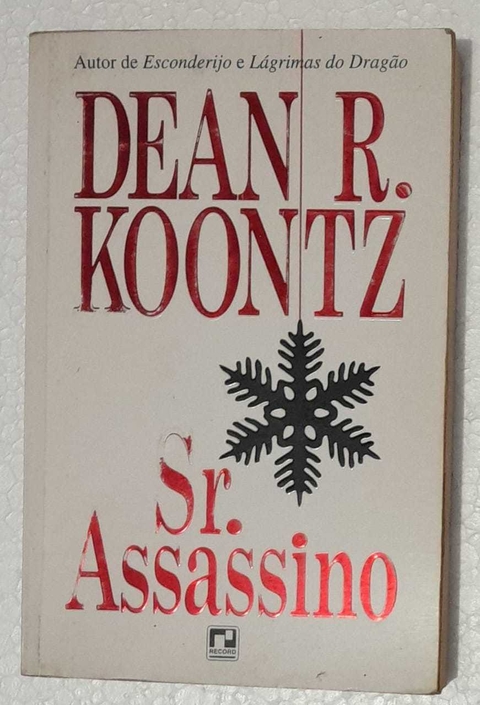 Autor de Esconderijo e Lágrimas do Dragão
DEAN R.
KOONTZ
Sr.
Assassino
RECORD